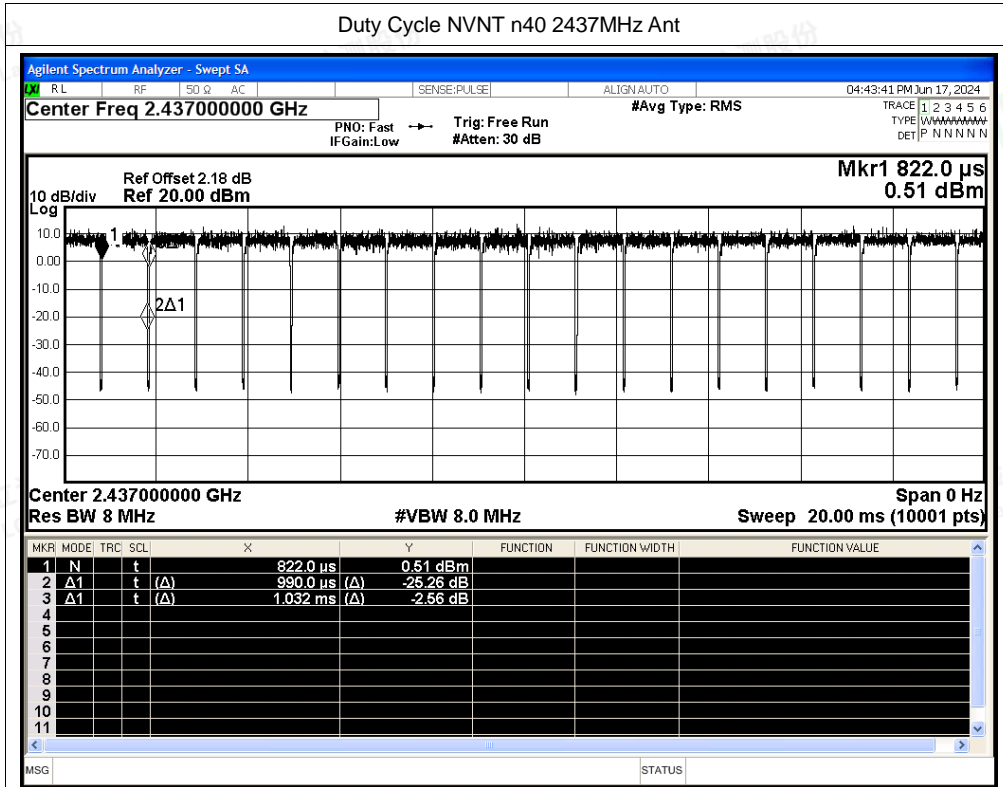 Duty Cycle NVNT n40 2437MHz Ant
Agilent Spectrum Analyzer - Swept SA
LXI RL RF 50 Ω AC SENSE:PULSE ALIGN AUTO 04:43:41 PM Jun 17, 2024
Center Freq 2.437000000 GHz #Avg Type: RMS TRACE 1 2 3 4 5 6
PNO: Fast Trig: Free Run TYPE
IFGain:Low #Atten: 30 dB DET P N N N N N
Mkr1 822.0 µs
Ref Offset 2.18 dB
10 dB/div Ref 20.00 dBm 0.51 dBm
Log
10.0
1
0.00
-10.0
2Δ1
-20.0
-30.0
-40.0
-50.0
-60.0
-70.0
Center 2.437000000 GHz Span 0 Hz
Res BW 8 MHz #VBW 8.0 MHz Sweep 20.00 ms (10001 pts)
MKR MODE TRC SCL X Y FUNCTION FUNCTION WIDTH FUNCTION VALUE
1 N t 822.0 µs 0.51 dBm
2 Δ1 t (Δ) 990.0 µs (Δ) -25.26 dB
3 Δ1 t (Δ) 1.032 ms (Δ) -2.56 dB
4
5
6
7
8
9
10
11
MSG STATUS